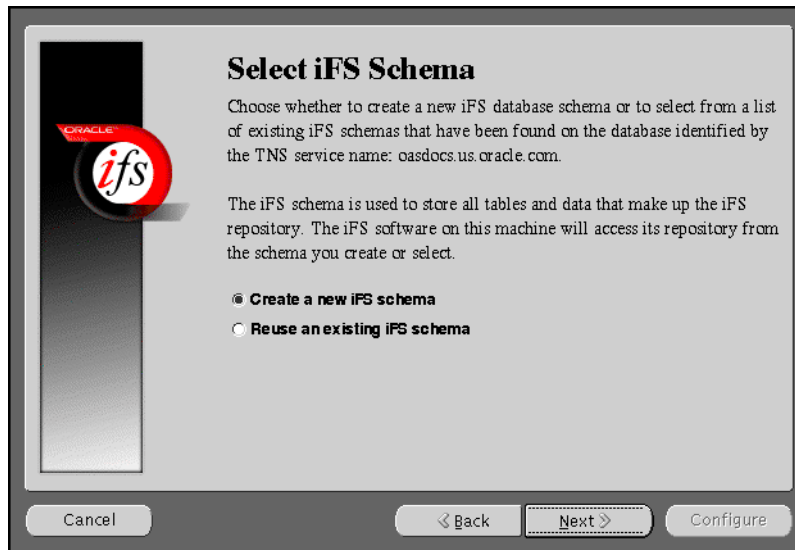 Select iFS Schema
Choose whether to create a new iFS database schema or to select from a list
of existing iFS schemas that have been found on the database identified by
the TNS service name: oasdocs.us.oracle.com.
ORACLE
ifs
The iFS schema is used to store all tables and data that make up the iFS
repository. The iFS software on this machine will access its repository from
the schema you create or select.
Create a new iFS schema
Reuse an existing iFS schema
Cancel
Back
Next
Configure